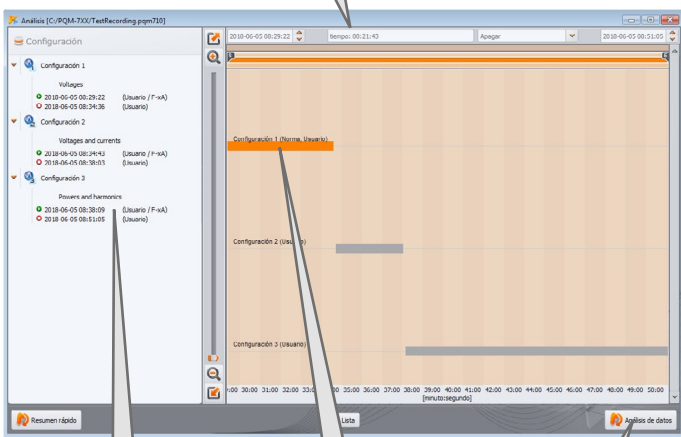 Análisis [C:/PQM-7XX/TestRecording.pqm710]
Configuración
2018-06-05 08:29:22
tiempo: 00:21:43
Apagar
2018-06-05 08:51:05
Configuración 1
Voltages
2018-06-05 08:29:22 (Usuario / F-xA)
2018-06-05 08:34:36 (Usuario)
Configuración 2
Voltages and currents
2018-06-05 08:34:43 (Usuario / F-xA)
2018-06-05 08:38:03 (Usuario)
Configuración 3
Powers and harmonics
2018-06-05 08:38:09 (Usuario / F-xA)
2018-06-05 08:51:05 (Usuario)
Configuración 1 (Norma, Usuario)
Configuración 2 (Usuario)
Configuración 3 (Usuario)
30:00 31:00 32:00 33:00 35:00 36:00 37:00 38:00 39:00 40:00 41:00 42:00 43:00 44:00 45:00 46:00 47:00 48:00 49:00 50:00
[minuto:segundo]
Resumen rápido
Lista
Análisis de datos